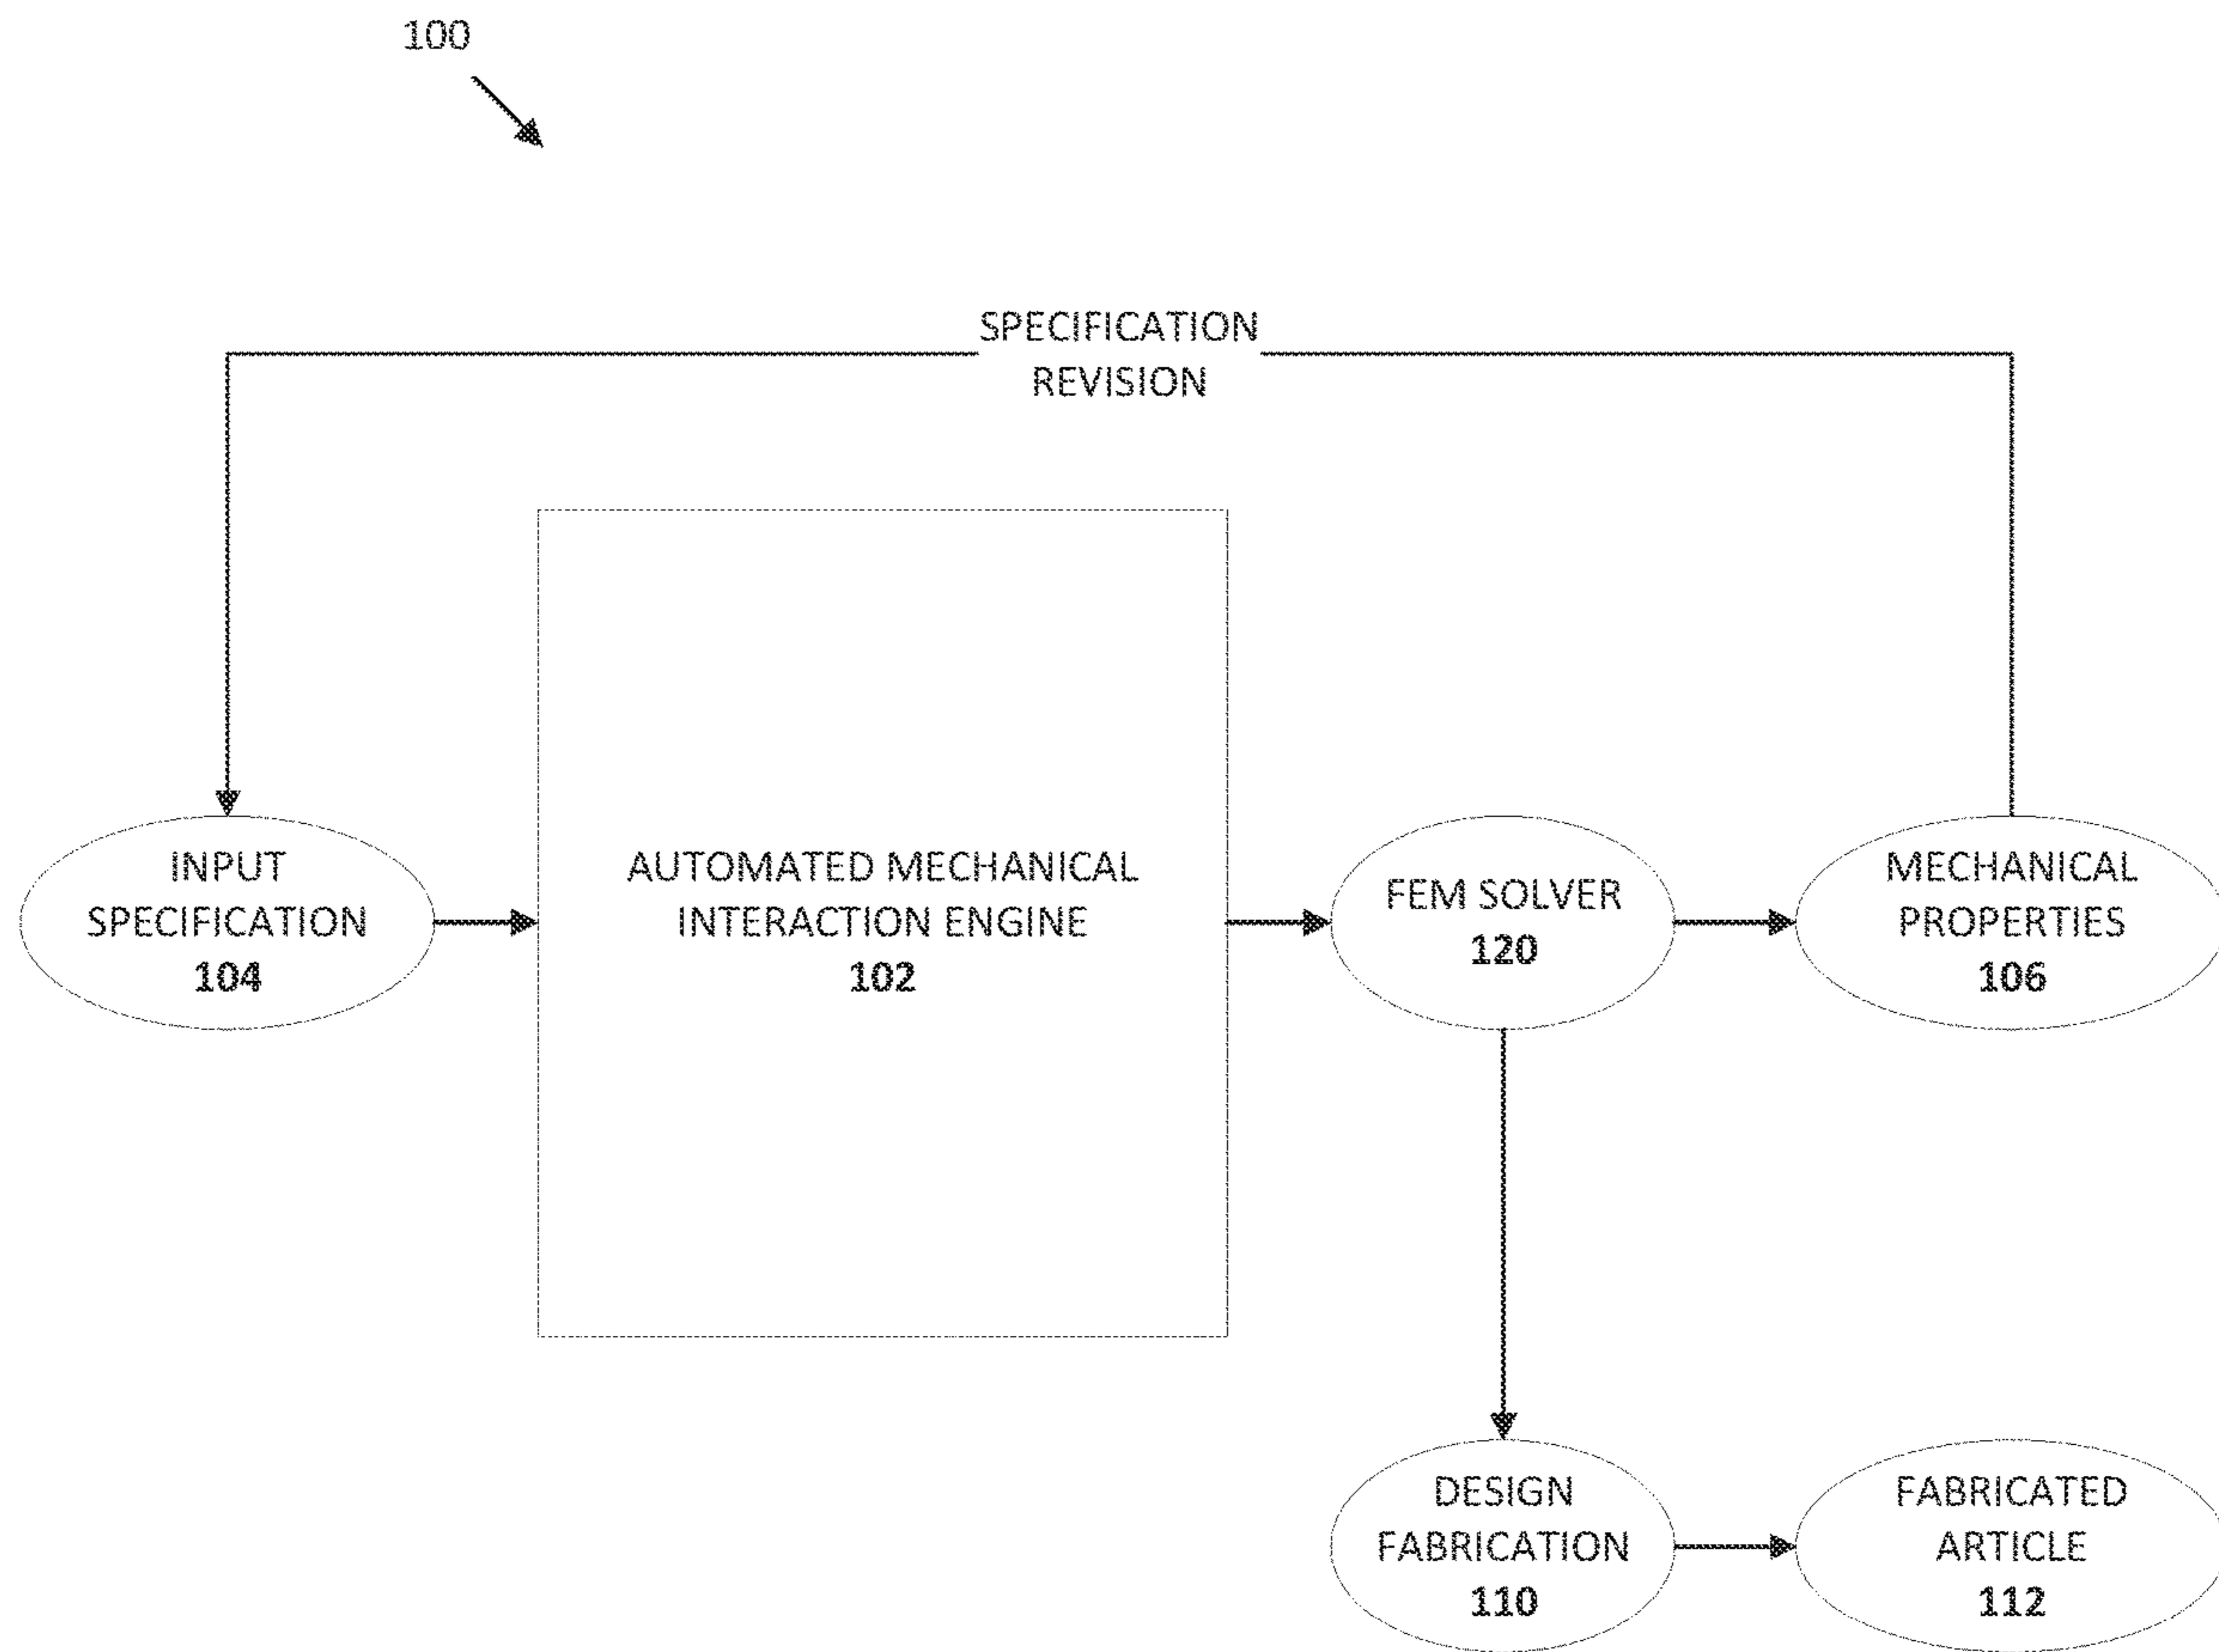 100
SPECIFICATION
REVISION
INPUT
SPECIFICATION
104
AUTOMATED MECHANICAL
INTERACTION ENGINE
102
FEM SOLVER
120
MECHANICAL
PROPERTIES
106
DESIGN
FABRICATION
110
FABRICATED
ARTICLE
112